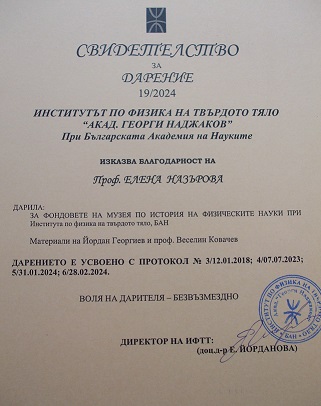 СВИДЕТЕЛСТВО
ЗА
ДАРЕНИЕ
19/2024
ИНСТИТУТЪТ ПО ФИЗИКА НА ТВЪРДОТО ТЯЛО
"АКАД. ГЕОРГИ НАДЖАКОВ"
При Българската Академия на Науките
ИЗКАЗВА БЛАГОДАРНОСТ НА
Проф. ЕЛЕНА НАЗЪРОВА
ДАРИЛА:
ЗА ФОНДОВЕТЕ НА МУЗЕЯ ПО ИСТОРИЯ НА ФИЗИЧЕСКИТЕ НАУКИ ПРИ
Института по физика на твърдото тяло, БАН
Материали на Йордан Георгиев и проф. Веселин Ковачев
ДАРЕНИЕТО Е УСВОЕНО С ПРОТОКОЛ № 3/12.01.2018; 4/07.07.2023;
5/31.01.2024; 6/28.02.2024.
ВОЛЯ НА ДАРИТЕЛЯ – БЕЗВЪЗМЕЗДНО
ДИРЕКТОР НА ИФТТ:
(доц.д-р Е. ЙОРДАНОВА)